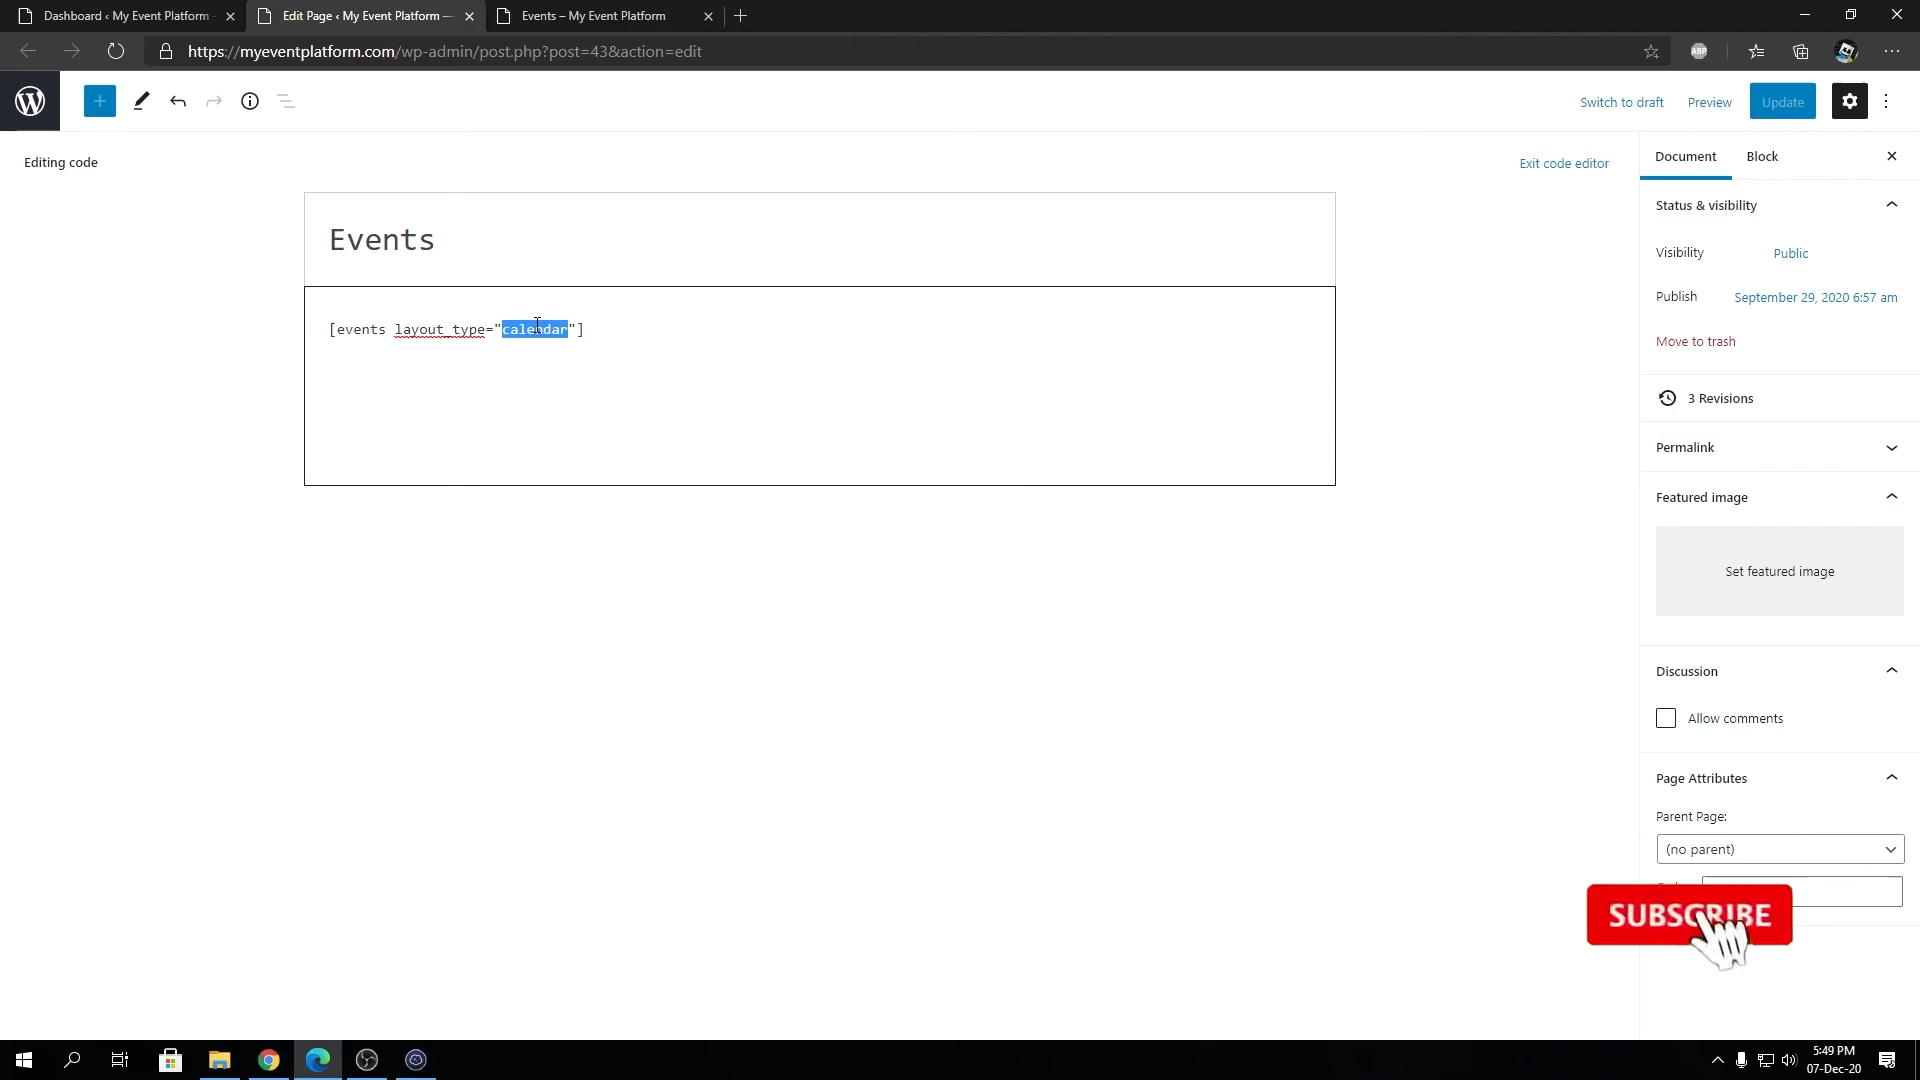 Dashboard ‹ My Event Platform -
Edit Page ‹ My Event Platform —
Events – My Event Platform
https://myeventplatform.com/wp-admin/post.php?post=43&action=edit
ABP
Switch to draft
Preview
Update
Editing code
Exit code editor
Document
Block
Events
[events layout_type="calendar"]
Status & visibility
Visibility
Public
Publish
September 29, 2020 6:57 am
Move to trash
3 Revisions
Permalink
Featured image
Set featured image
Discussion
Allow comments
Page Attributes
Parent Page:
(no parent)
SUBSCRIBE
5:49 PM
07-Dec-20